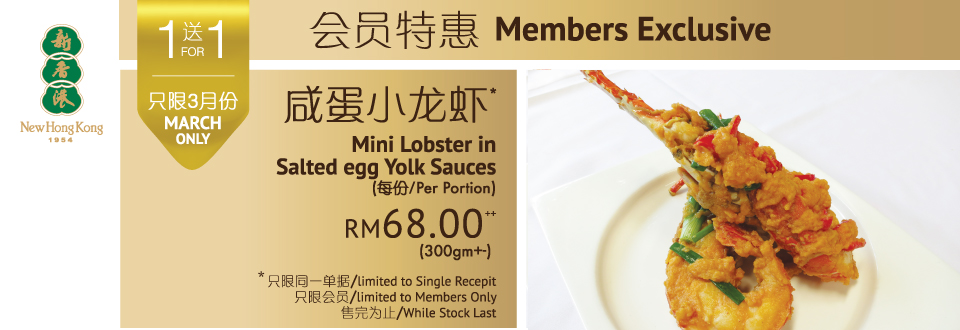 新
香
港
New Hong Kong
1954
1送1
FOR
只限3月份
MARCH
ONLY
会员特惠 Members Exclusive
咸蛋小龙虾*
Mini Lobster in
Salted egg Yolk Sauces
(每份/Per Portion)
RM68.00++
(300gm+-)
*只限同一单据/limited to Single Recepit
只限会员/limited to Members Only
售完为止/While Stock Last